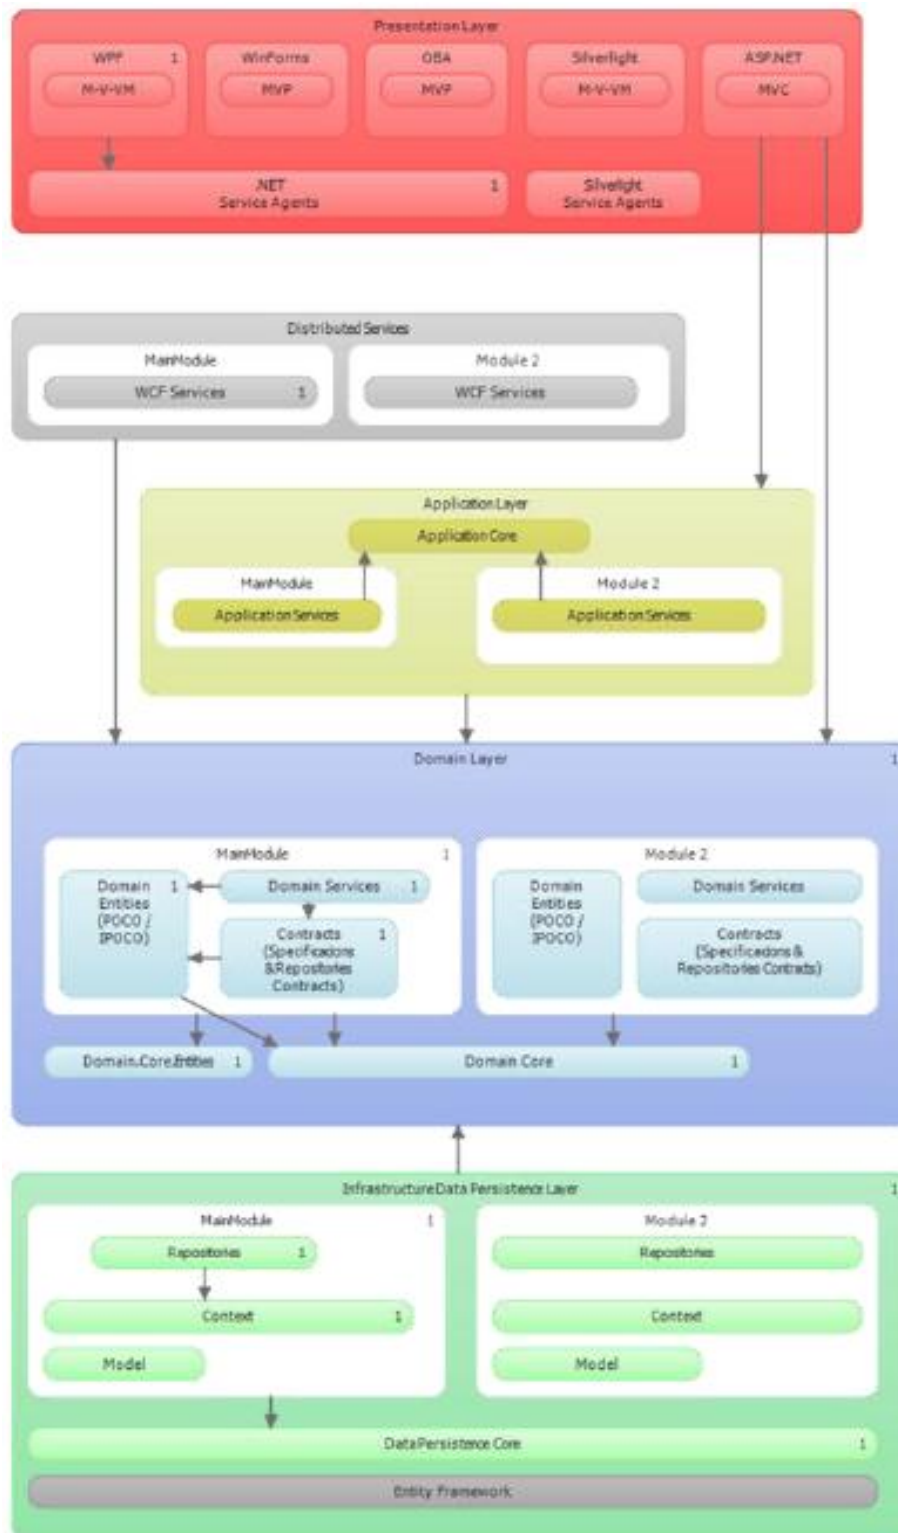 Presentation Layer
WPF 1
M-V-VM
WinForms
MVP
OBA
MVP
Silverlight
M-V-VM
ASP.NET
MVC
.NET 1
Service Agents
Silverlight
Service Agents
Distributed Services
MainModule
WCF Services 1
Module 2
WCF Services
Application Layer
Application Core
MainModule
Application Services
Module 2
Application Services
Domain Layer 1
MainModule 1
Domain 1
Entities
(POCO /
IPOCO)
Domain Services 1
Contracts 1
(Specificaions
& Repositories
Contracts)
Module 2
Domain
Entities
(POCO /
IPOCO)
Domain Services
Contracts
(Specificaions &
Repositories Contracts)
Domain.Core.Entities 1
Domain Core 1
Infrastructure Data Persistence Layer 1
MainModule 1
Repositories 1
Context 1
Model
Module 2
Repositories
Context
Model
Data Persistence Core 1
Entity Framework